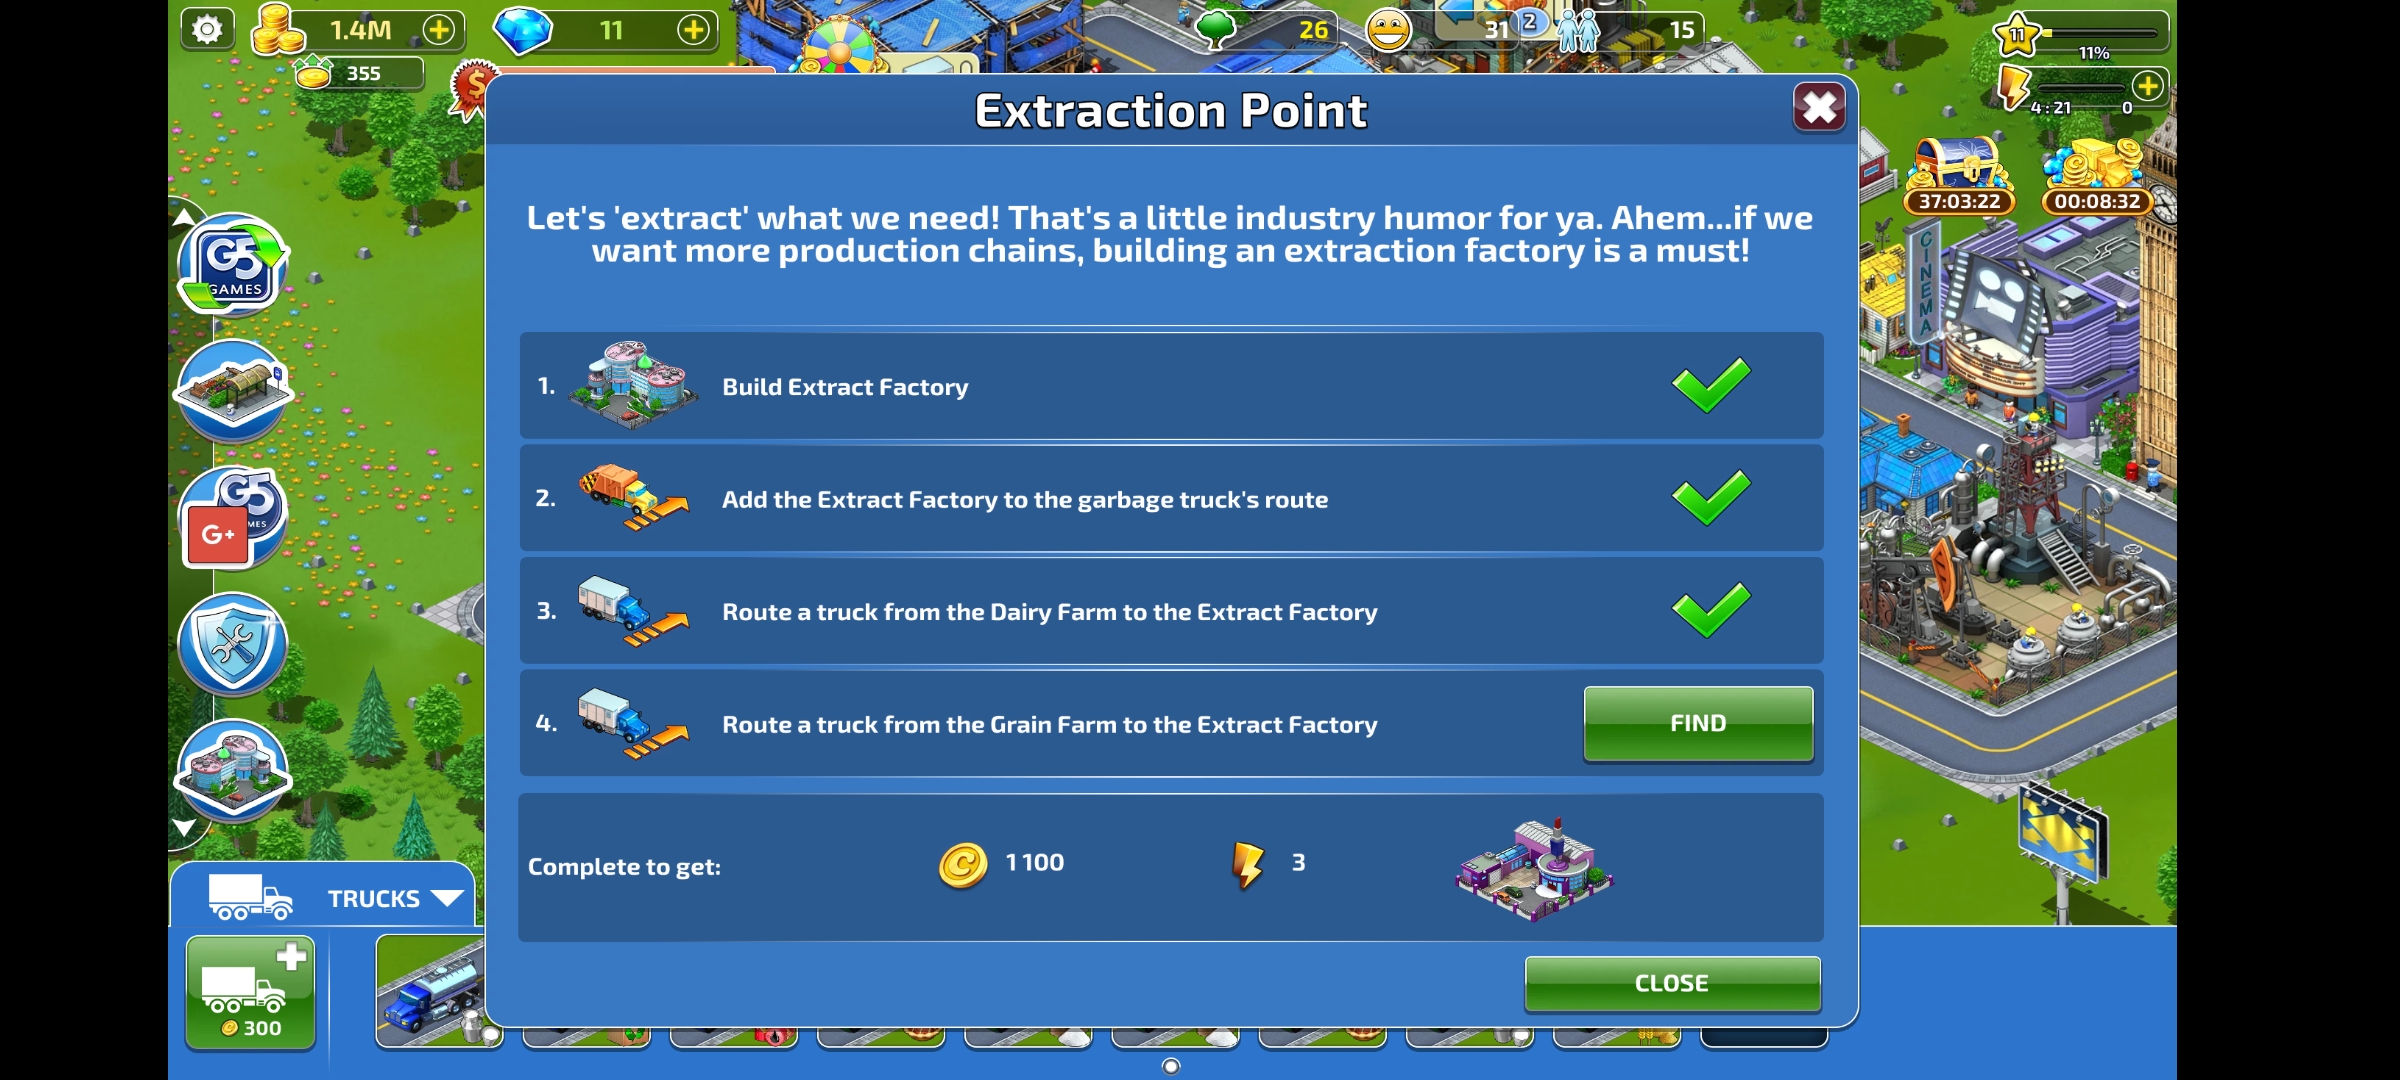 1.4M
11
26
31
2
15
11
11%
355
4:21
0
Extraction Point
37:03:22
00:08:32
Let's 'extract' what we need! That's a little industry humor for ya. Ahem...if we
want more production chains, building an extraction factory is a must!
CINEMA
G5
GAMES
1.
Build Extract Factory
2.
Add the Extract Factory to the garbage truck's route
G5
G+
3.
Route a truck from the Dairy Farm to the Extract Factory
4.
Route a truck from the Grain Farm to the Extract Factory
FIND
Complete to get:
1100
3
TRUCKS
CLOSE
300